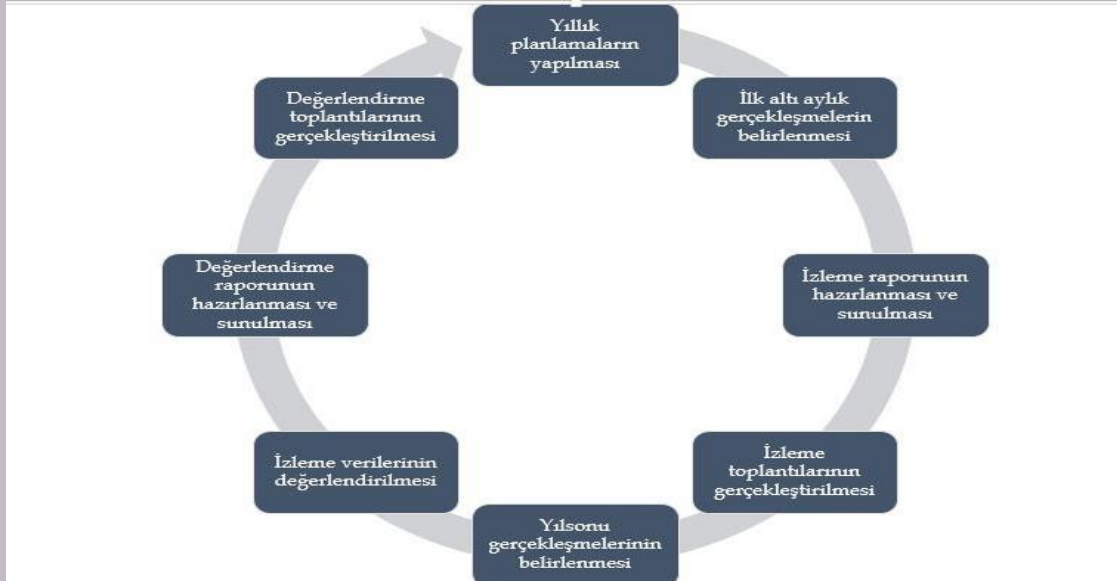 Yıllık
planlamaların
yapılması
İlk altı aylık
gerçekleşmelerin
belirlenmesi
İzleme raporunun
hazırlanması ve
sunulması
İzleme
toplantılarının
gerçekleştirilmesi
Yılsonu
gerçekleşmelerinin
belirlenmesi
İzleme verilerinin
değerlendirilmesi
Değerlendirme
raporunun
hazırlanması ve
sunulması
Değerlendirme
toplantılarının
gerçekleştirilmesi